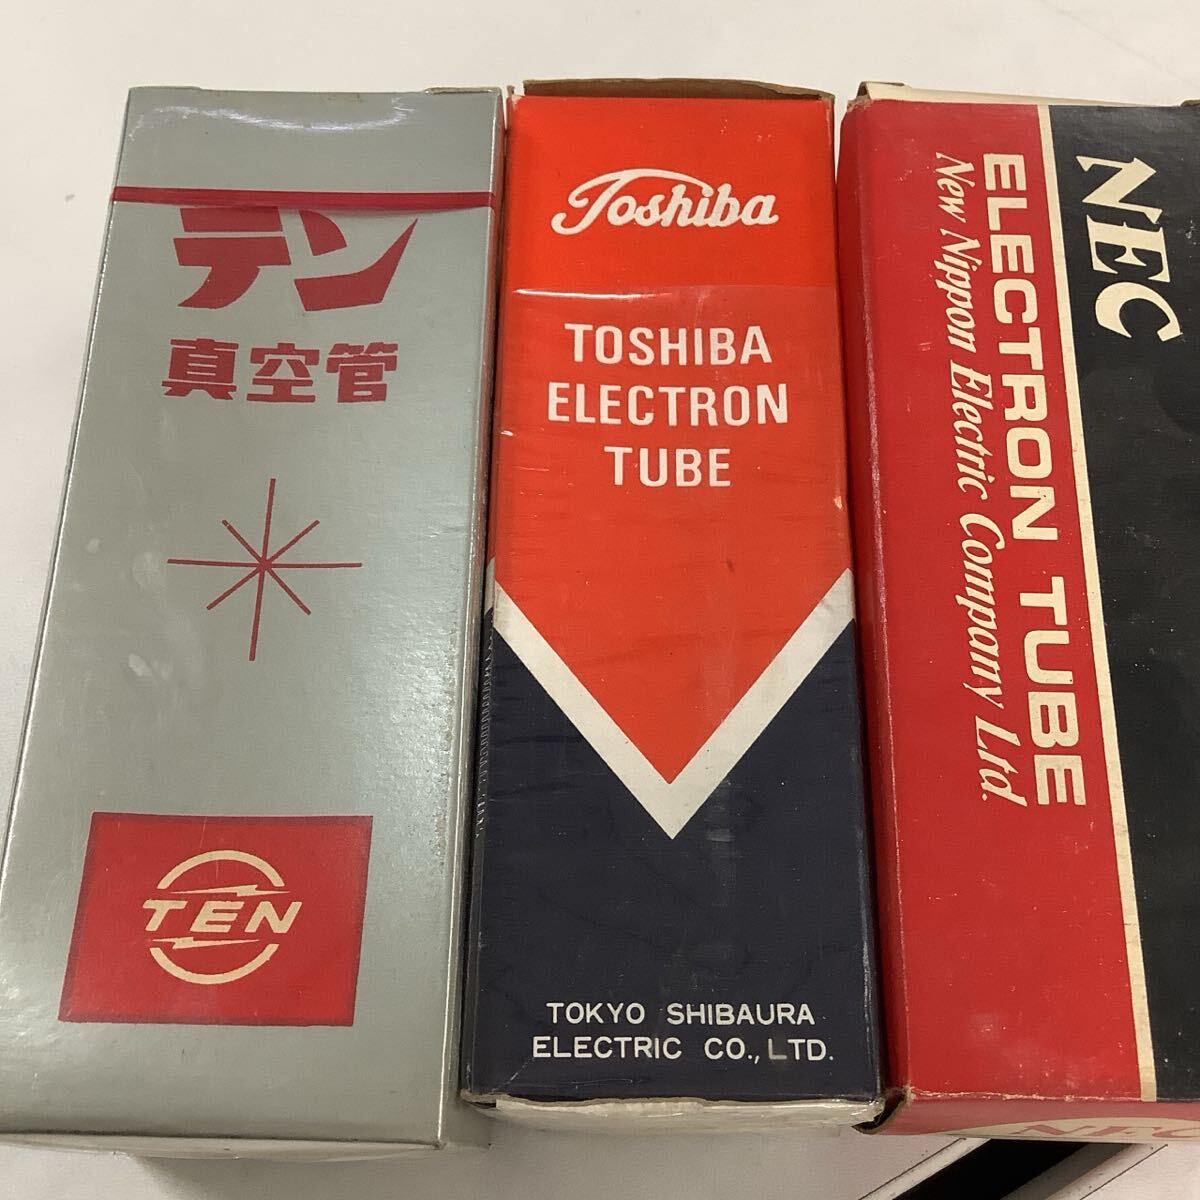 テン
真空管
TEN
Toshiba
TOSHIBA
ELECTRON
TUBE
TOKYO SHIBAURA
ELECTRIC CO., LTD.
NEC
ELECTRON TUBE
New Nippon Electric Company Ltd.
NEC